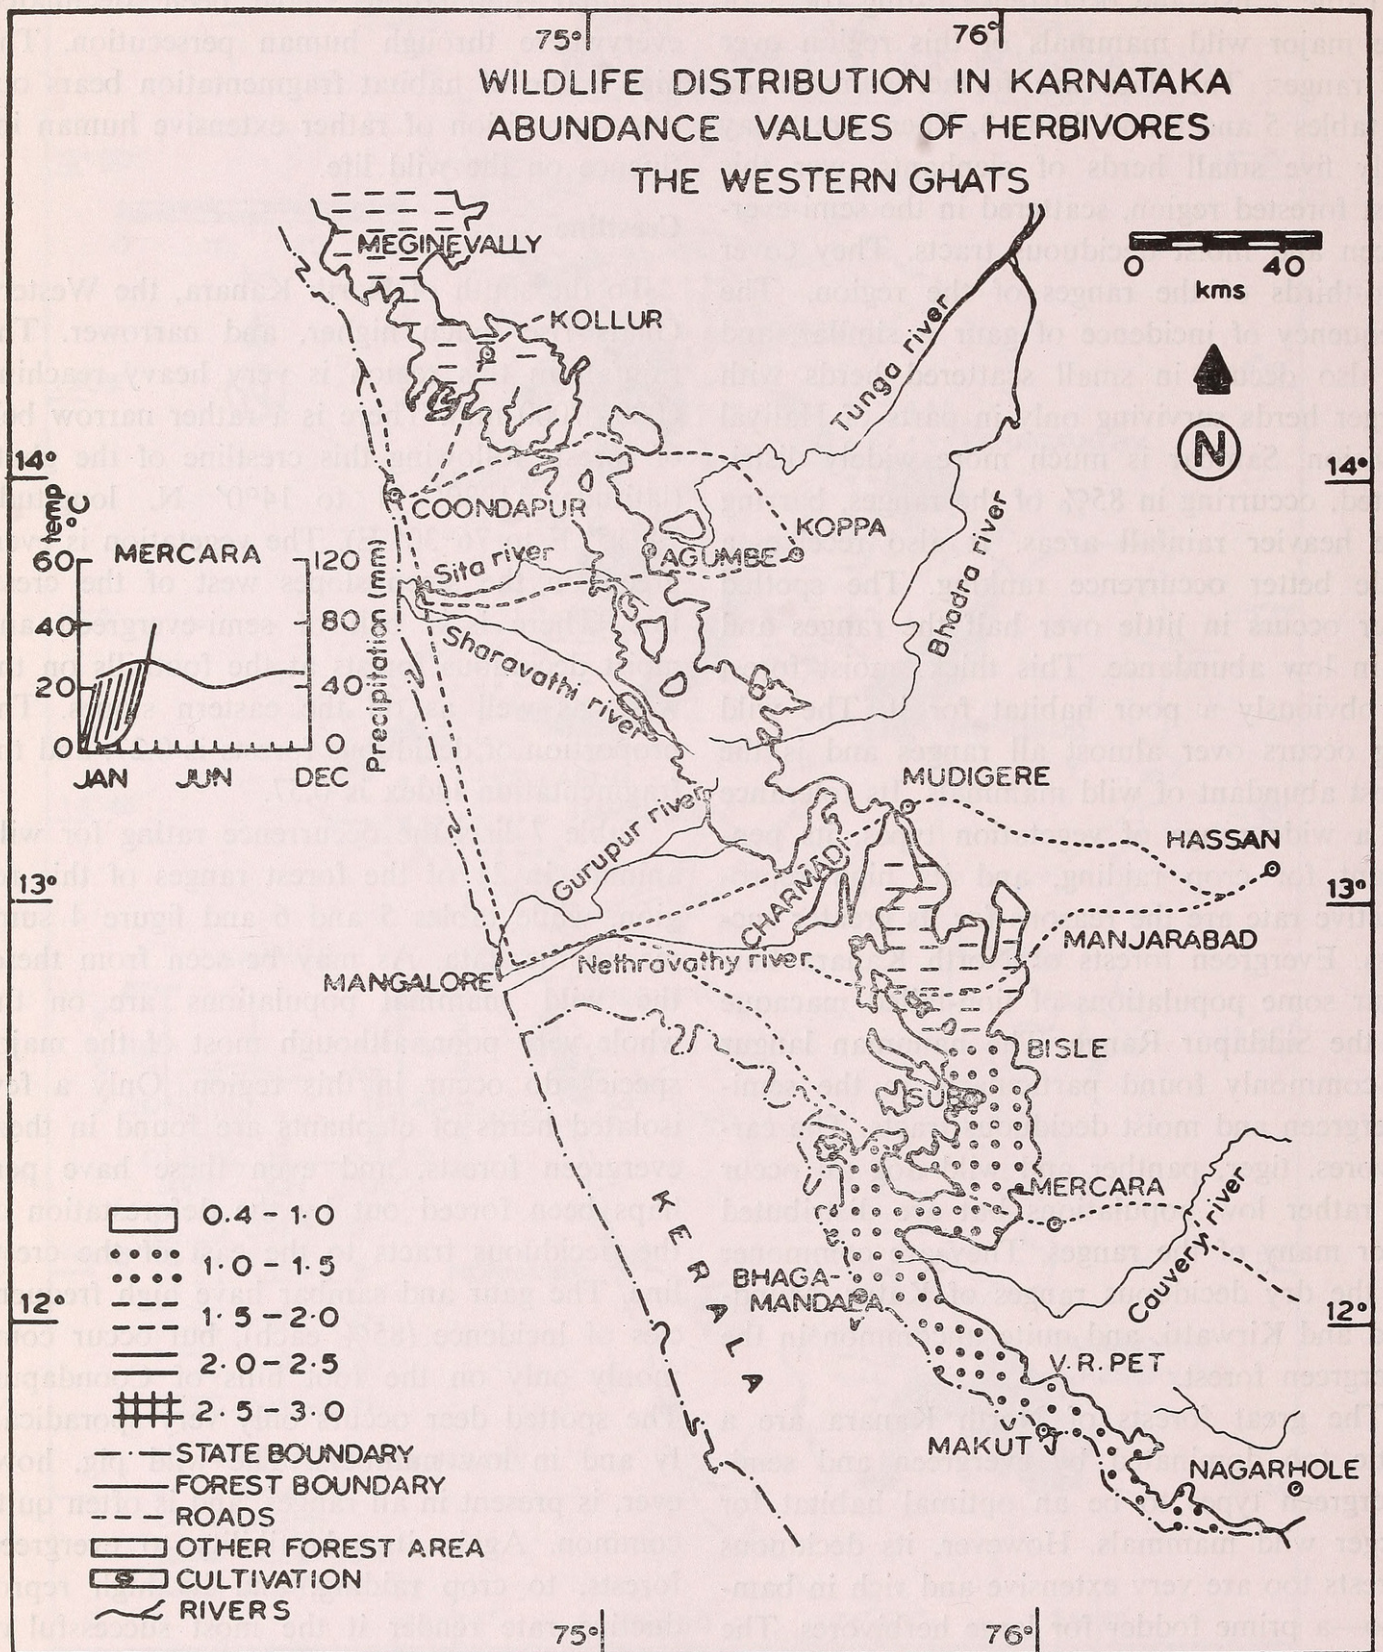 75° 76°
WILDLIFE DISTRIBUTION IN KARNATAKA
ABUNDANCE VALUES OF HERBIVORES
THE WESTERN GHATS
MEGINEVALLY
0 40
kms
KOLLUR
Tunga river
N
14° 14°
COONDAPUR
KOPPA
AGUMBE
Bhadra river
Sita river
Sharavathi river
temp °C
MERCARA
60 120
40 80
20 40
0 0
Precipitation (mm)
JAN JUN DEC
MUDIGERE
HASSAN
Gurupur river
CHARMADI
13° 13°
MANJARABAD
Nethravathy river
MANGALORE
BISLE
SUB
MERCARA
Cauvery river
KERALA
BHAGA-
MANDALA
12° 12°
V.R.PET
MAKUT
NAGARHOLE
0.4-1.0
1.0-1.5
1.5-2.0
2.0-2.5
2.5-3.0
STATE BOUNDARY
FOREST BOUNDARY
ROADS
OTHER FOREST AREA
CULTIVATION
RIVERS
75° 76°